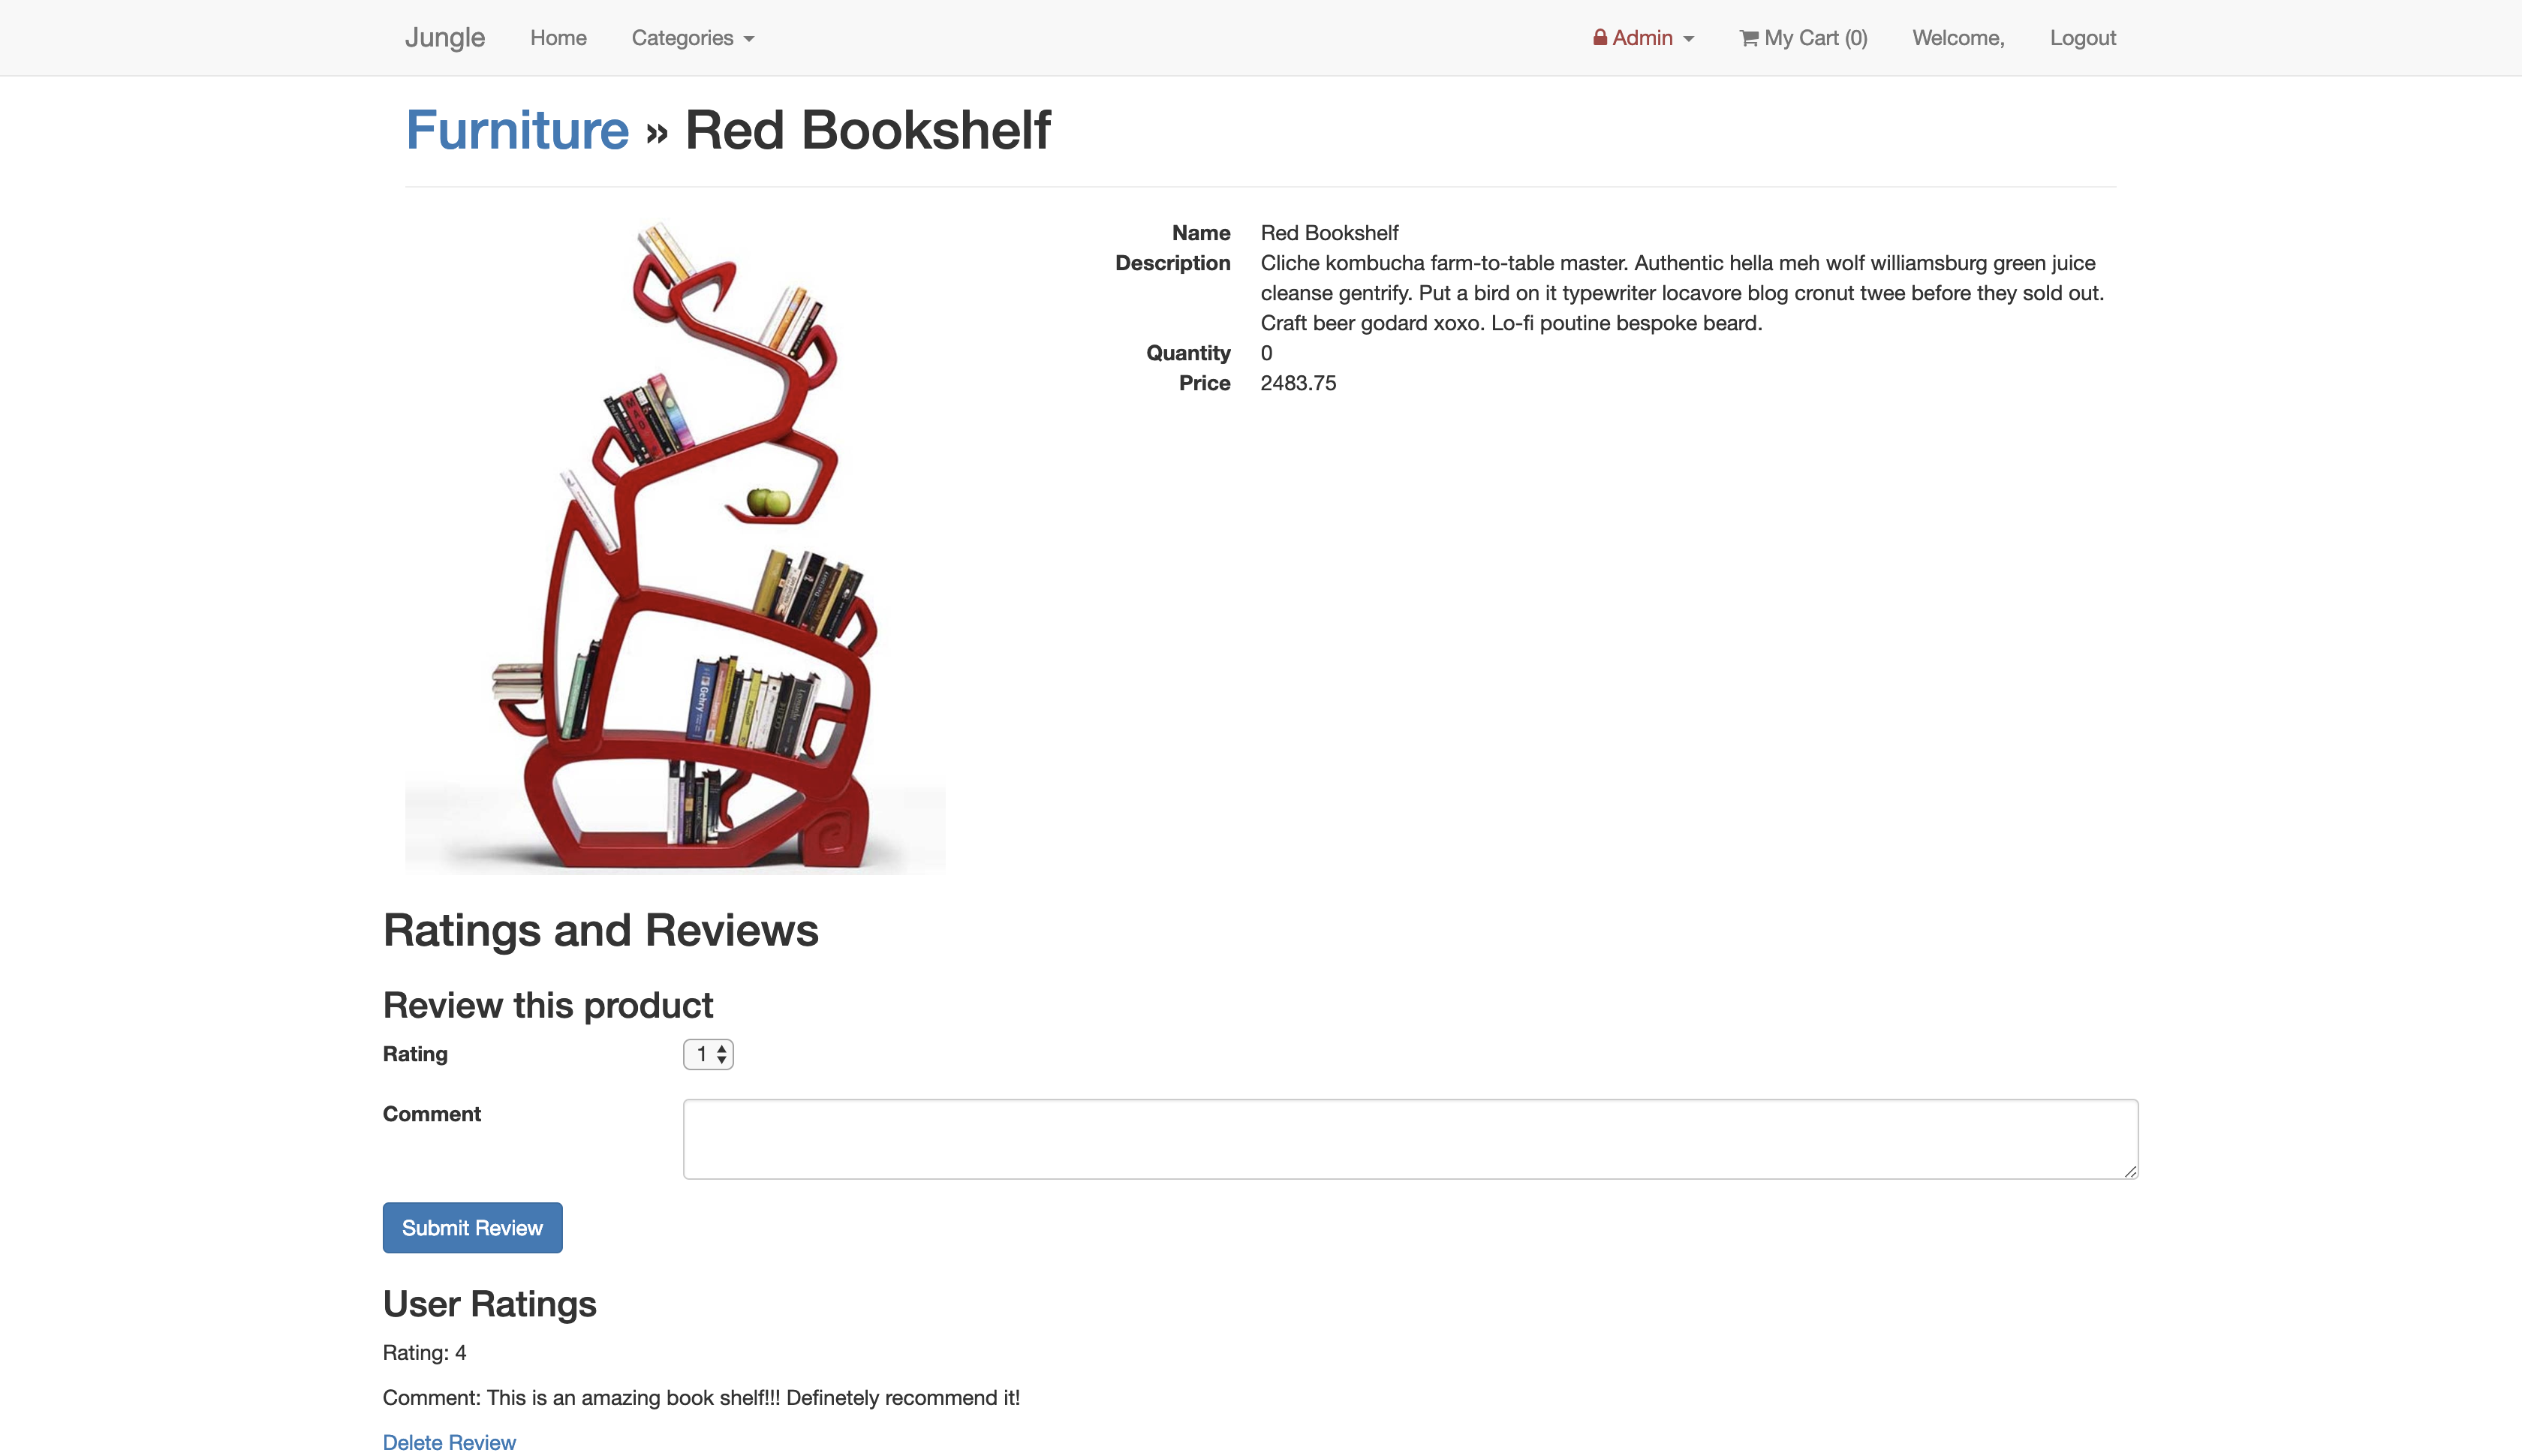 Jungle Home Categories Admin My Cart (0) Welcome, Logout
Furniture » Red Bookshelf
Name Red Bookshelf
Description Cliche kombucha farm-to-table master. Authentic hella meh wolf williamsburg green juice
cleanse gentrify. Put a bird on it typewriter locavore blog cronut twee before they sold out.
Craft beer godard xoxo. Lo-fi poutine bespoke beard.
Quantity 0
Price 2483.75
Gehry
Ratings and Reviews
Review this product
Rating 1
Comment
Submit Review
User Ratings
Rating: 4
Comment: This is an amazing book shelf!!! Definetely recommend it!
Delete Review